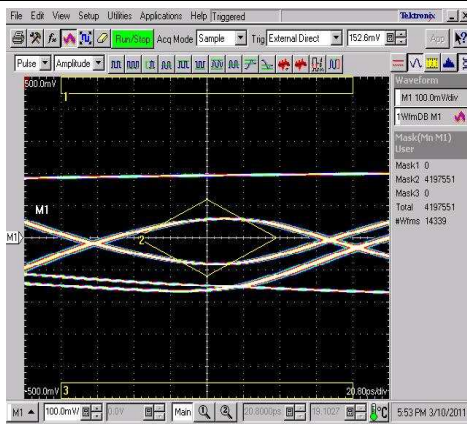 File Edit View Setup Utilities Applications Help Triggered Tektronix
Run/Stop Acq Mode Sample Trig External Direct 152.6mV App
Pulse Amplitude
500.0mV
1
Waveform
M1 100.0mV/div
1WfmDB M1
Mask(Mn M1)
User
Mask1 0
Mask2 4197551
Mask3 0
Total 4197551
#Wfms 14339
M1
M1
2
-500.0mV
3
20.80ps/div
M1 100.0mV 0.0V Main 20.8000ps 19.1027 °C 5:53 PM 3/10/2011